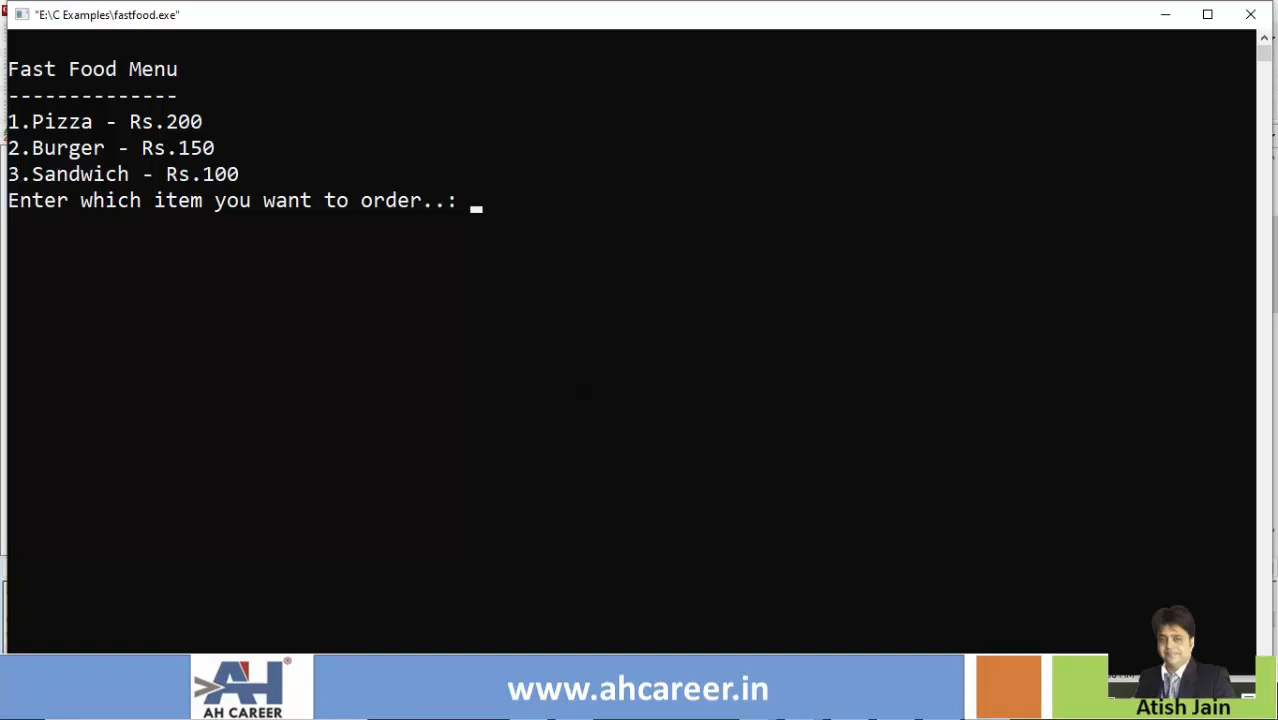 "E:\C Examples\fastfood.exe"
Fast Food Menu
--------------
1.Pizza - Rs.200
2.Burger - Rs.150
3.Sandwich - Rs.100
Enter which item you want to order..: _
AH
AH CAREER
www.ahcareer.in
Atish Jain